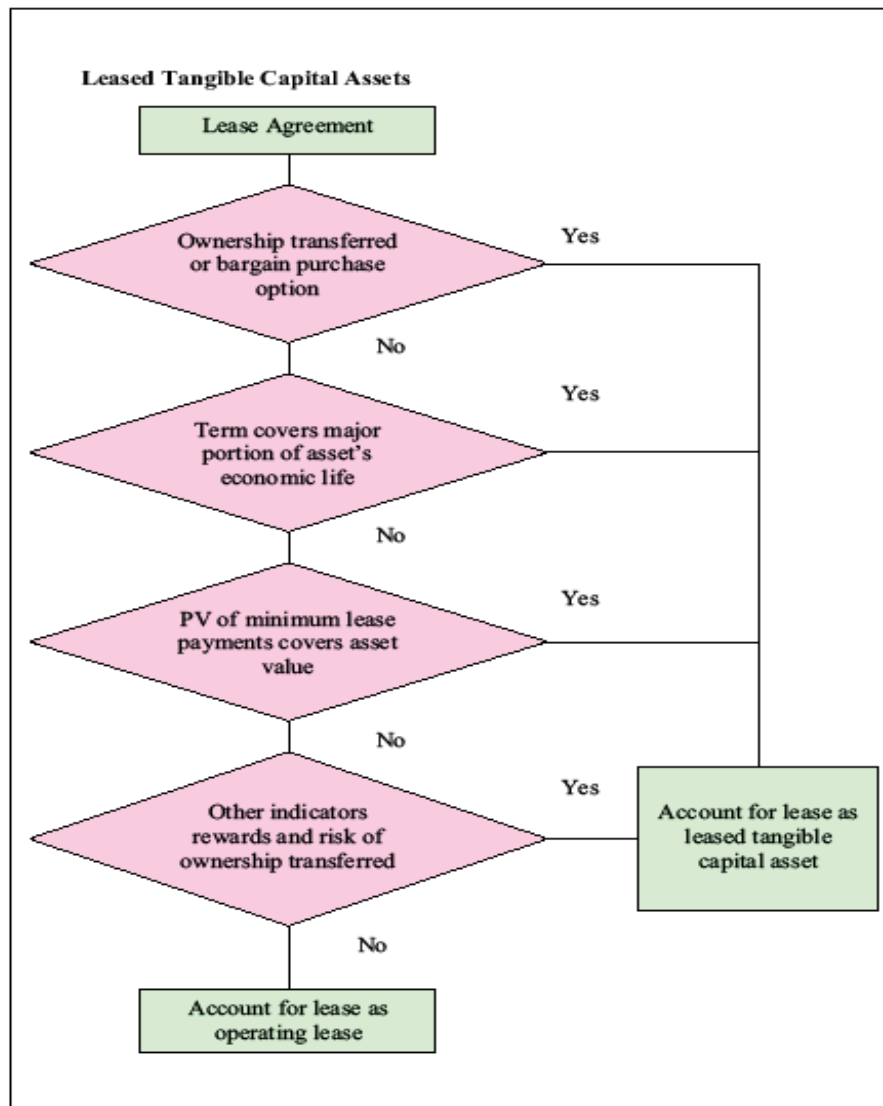 Leased Tangible Capital Assets
Lease Agreement
Ownership transferred
or bargain purchase
option
Yes
No
Term covers major
portion of asset's
economic life
Yes
No
PV of minimum lease
payments covers asset
value
Yes
No
Other indicators
rewards and risk of
ownership transferred
Yes
Account for lease as
leased tangible
capital asset
No
Account for lease as
operating lease